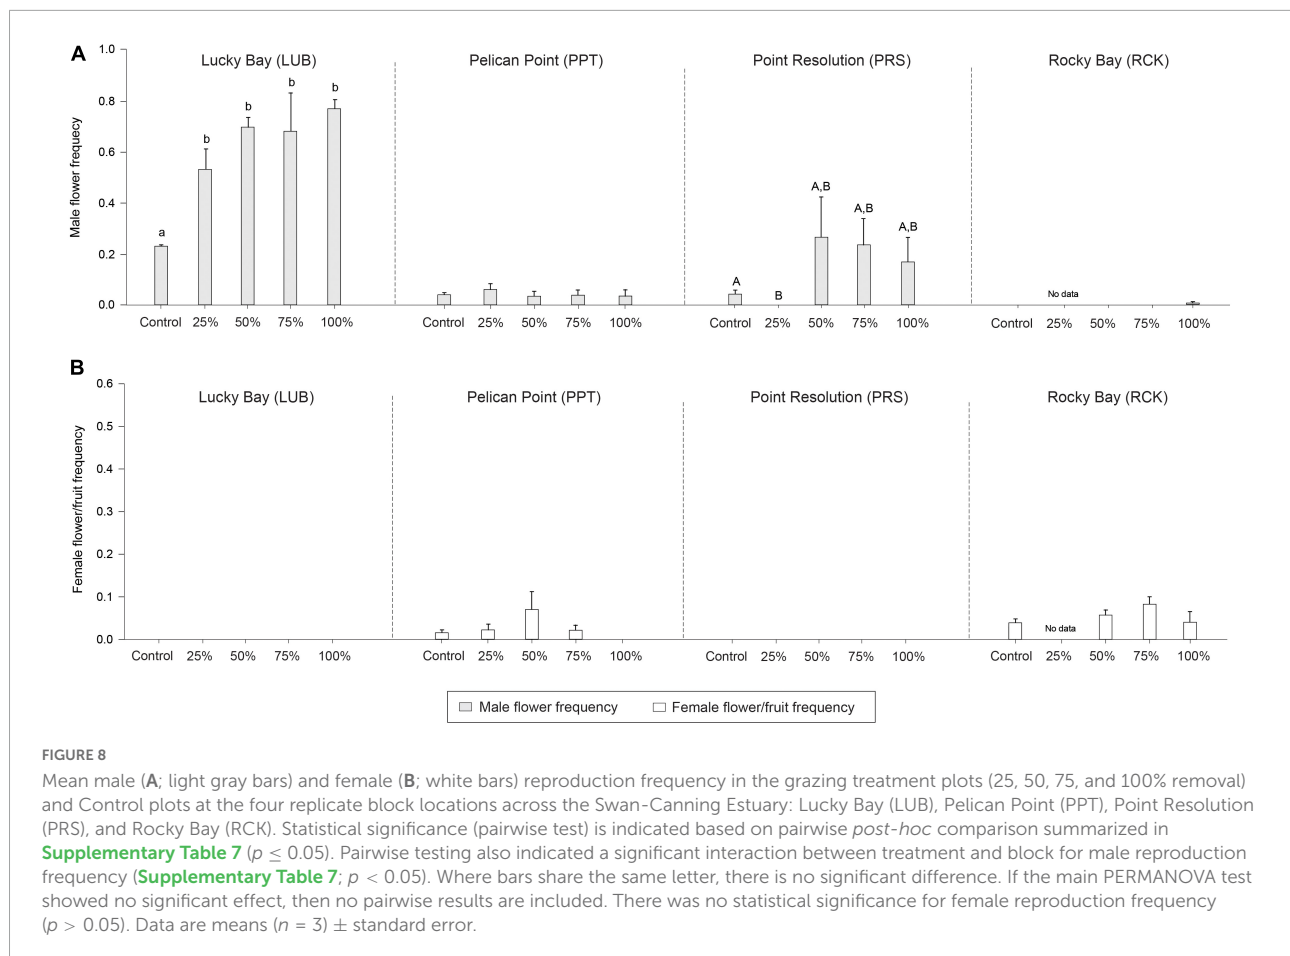 A
1.0
Lucky Bay (LUB) Pelican Point (PPT) Point Resolution (PRS) Rocky Bay (RCK)
0.8
0.6
0.4
0.2
0.0
Male flower frequecy
a b b b b
A B A,B A,B A,B
No data
Control 25% 50% 75% 100% Control 25% 50% 75% 100% Control 25% 50% 75% 100% Control 25% 50% 75% 100%
B
0.6
Lucky Bay (LUB) Pelican Point (PPT) Point Resolution (PRS) Rocky Bay (RCK)
0.5
0.4
0.3
0.2
0.1
0.0
Female flower/fruit frequency
No data
Control 25% 50% 75% 100% Control 25% 50% 75% 100% Control 25% 50% 75% 100% Control 25% 50% 75% 100%
Male flower frequency Female flower/fruit frequency
FIGURE 8
Mean male (A; light gray bars) and female (B; white bars) reproduction frequency in the grazing treatment plots (25, 50, 75, and 100% removal)
and Control plots at the four replicate block locations across the Swan-Canning Estuary: Lucky Bay (LUB), Pelican Point (PPT), Point Resolution
(PRS), and Rocky Bay (RCK). Statistical significance (pairwise test) is indicated based on pairwise post-hoc comparison summarized in
Supplementary Table 7 (p ≤ 0.05). Pairwise testing also indicated a significant interaction between treatment and block for male reproduction
frequency (Supplementary Table 7; p < 0.05). Where bars share the same letter, there is no significant difference. If the main PERMANOVA test
showed no significant effect, then no pairwise results are included. There was no statistical significance for female reproduction frequency
(p > 0.05). Data are means (n = 3) ± standard error.